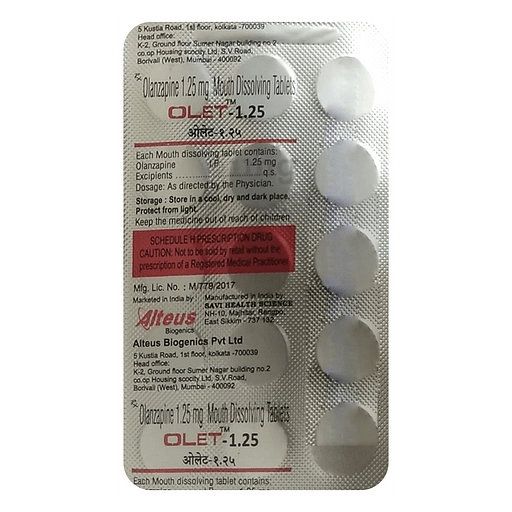 5 Kustia Road, 1st floor, kolkata -700039
Head office:
K-2, Ground floor Sumer Nagar building no.2
co.op Housing scocity Ltd, S.V.Road,
Borivali (West), Mumbai - 400092
Rx Olanzapine 1.25 mg Mouth Dissolving Tablets
OLET™-1.25
ओलेट-१.२५
Each Mouth dissolving tablet contains:
Olanzapine I.P. 1.25 mg
Excipients ........................ q.s.
Dosage: As directed by the Physician.
Storage : Store in a cool, dry and dark place.
Protect from light
Keep the medicine out of reach of children
SCHEDULE H PRESCRIPTION DRUG
CAUTION: Not to be sold by retail without the
prescription of a Registered Medical Practitioner
Mfg. Lic. No. : M/779/2017
Marketed in India by
Alteus
Biogenics
Manufactured in India by
SAVI HEALTH SCIENCE
NH-10, Majhitar, Rangpo,
East Sikkim - 737 132
Alteus Biogenics Pvt Ltd
5 Kustia Road, 1st floor, kolkata -700039
Head office:
K-2, Ground floor Sumer Nagar building no.2
co.op Housing scocity Ltd, S.V.Road,
Borivali (West), Mumbai - 400092
Rx Olanzapine 1.25 mg Mouth Dissolving Tablets
OLET™-1.25
ओलेट-१.२५
Each Mouth dissolving tablet contains: